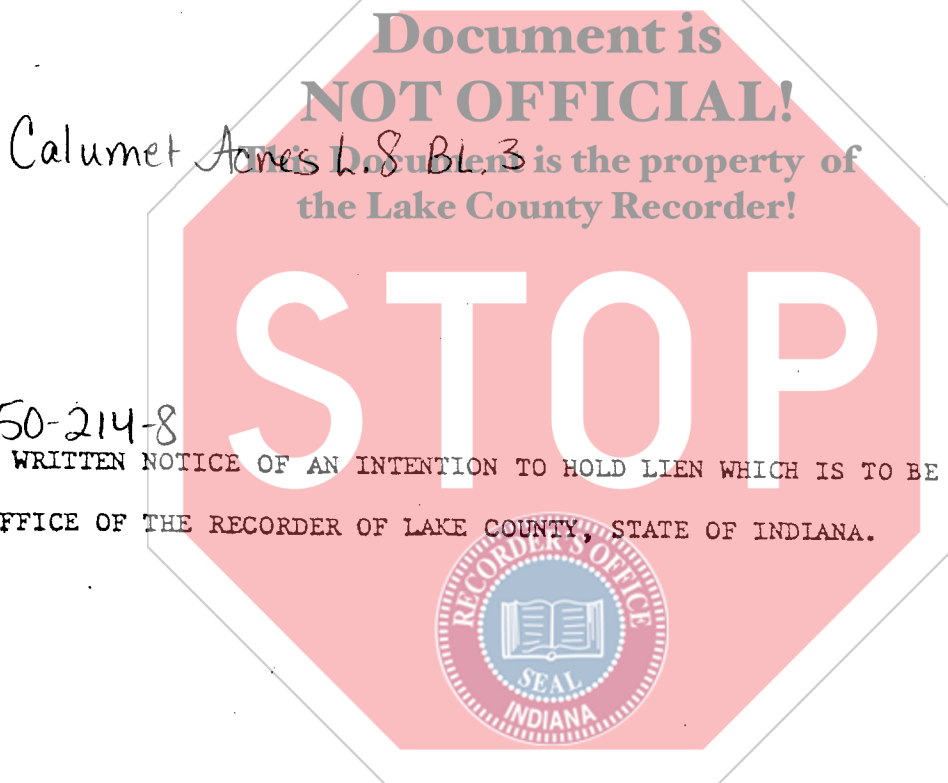 Document is
NOT OFFICIAL!
Calumet Acnes L.8 BL.3
This Document is the property of
the Lake County Recorder!
STOP
50-214-8
WRITTEN NOTICE OF AN INTENTION TO HOLD LIEN WHICH IS TO BE
FFICE OF THE RECORDER OF LAKE COUNTY, STATE OF INDIANA.
RECORDER'S OFFICE
SEAL
INDIANA